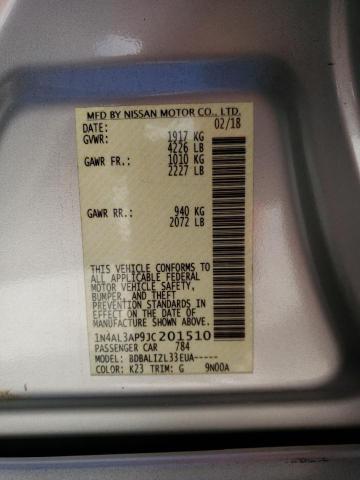 MFD BY NISSAN MOTOR CO., LTD.
DATE: 02/18
GVWR: 1917 KG
4226 LB
GAWR FR.: 1010 KG
2227 LB
GAWR RR.: 940 KG
2072 LB
THIS VEHICLE CONFORMS TO
ALL APPLICABLE FEDERAL
MOTOR VEHICLE SAFETY,
BUMPER, AND THEFT
PREVENTION STANDARDS IN
EFFECT ON THE DATE OF
MANUFACTURE SHOWN ABOVE.
1N4AL3AP9JC201510
PASSENGER CAR 784
MODEL: BDBALIZL33EUA-----
COLOR: K23 TRIM: G 9N00A